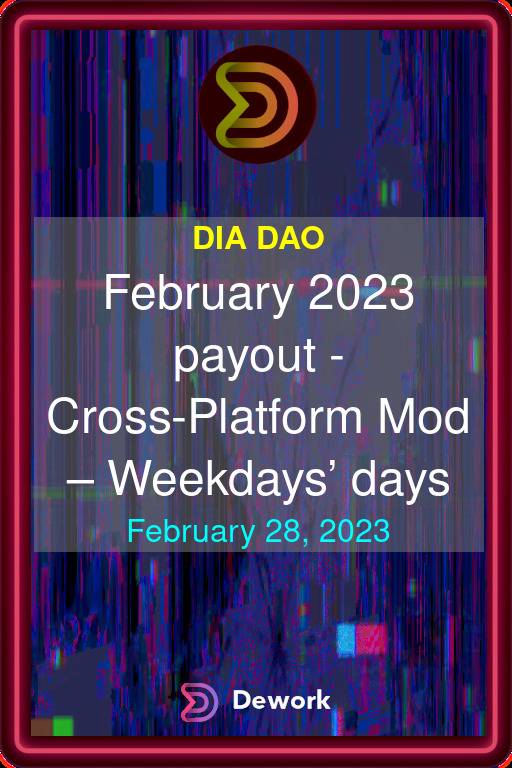 DIA DAO
February 2023
payout -
Cross-Platform Mod
– Weekdays’ days
February 28, 2023
Dework